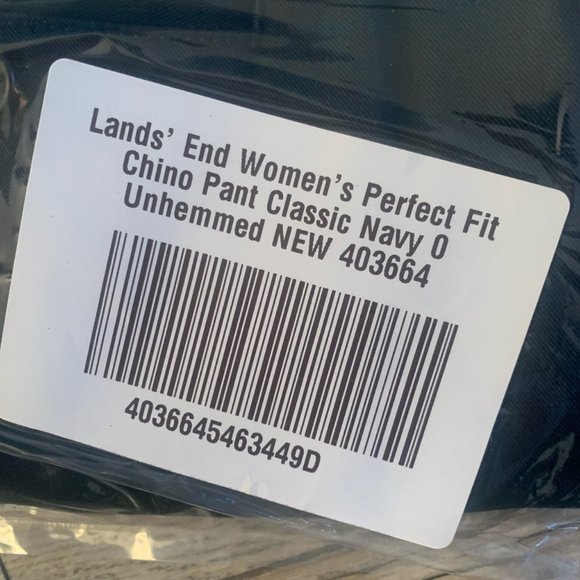 Lands’ End Women’s Perfect Fit
Chino Pant Classic Navy 0
Unhemmed NEW 403664
4036645463449D